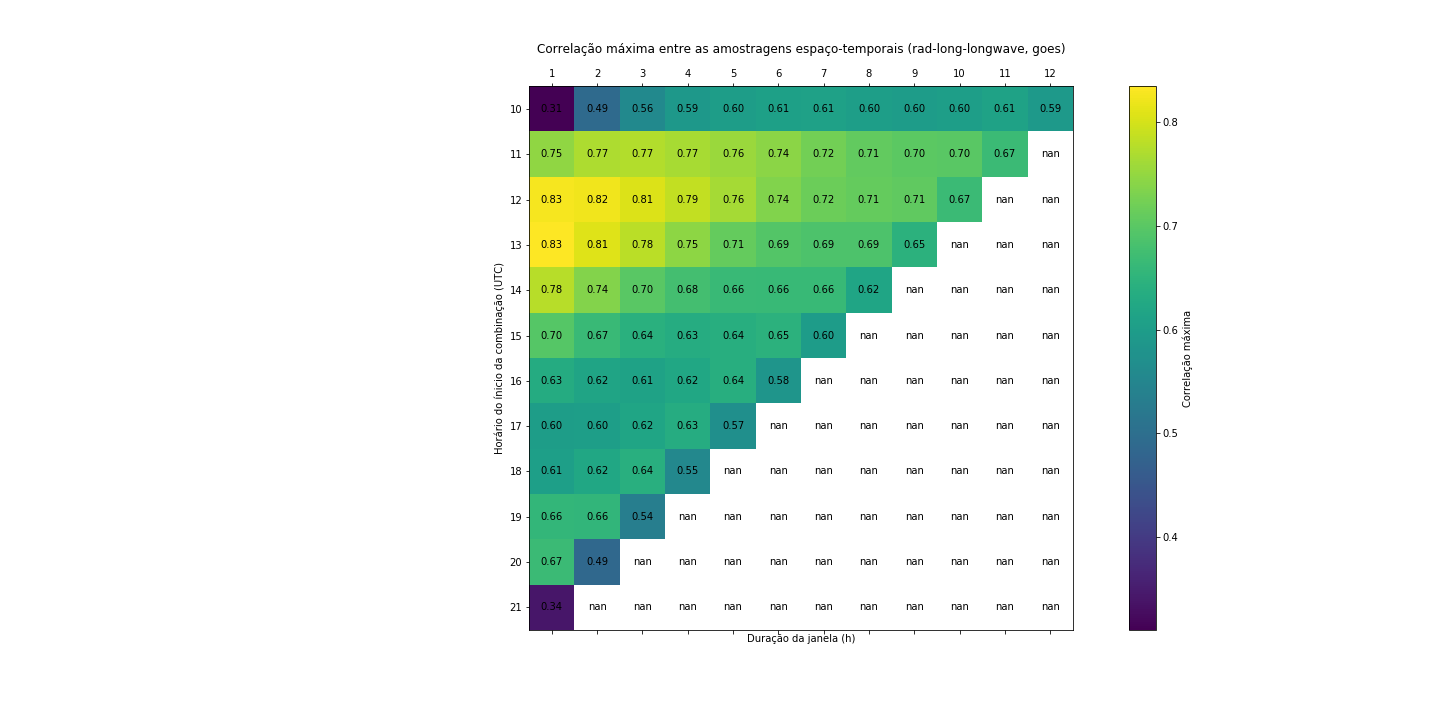 Correlação máxima entre as amostragens espaço-temporais (rad-long-longwave, goes)
1 2 3 4 5 6 7 8 9 10 11 12
10 0.31 0.49 0.56 0.59 0.60 0.61 0.61 0.60 0.60 0.60 0.61 0.59
11 0.75 0.77 0.77 0.77 0.76 0.74 0.72 0.71 0.70 0.70 0.67 nan
12 0.83 0.82 0.81 0.79 0.76 0.74 0.72 0.71 0.71 0.67 nan nan
13 0.83 0.81 0.78 0.75 0.71 0.69 0.69 0.69 0.65 nan nan nan
14 0.78 0.74 0.70 0.68 0.66 0.66 0.66 0.62 nan nan nan nan
15 0.70 0.67 0.64 0.63 0.64 0.65 0.60 nan nan nan nan nan
16 0.63 0.62 0.61 0.62 0.64 0.58 nan nan nan nan nan nan
17 0.60 0.60 0.62 0.63 0.57 nan nan nan nan nan nan nan
18 0.61 0.62 0.64 0.55 nan nan nan nan nan nan nan nan
19 0.66 0.66 0.54 nan nan nan nan nan nan nan nan nan
20 0.67 0.49 nan nan nan nan nan nan nan nan nan nan
21 0.34 nan nan nan nan nan nan nan nan nan nan nan
Horário do ínicio da combinação (UTC)
Duração da janela (h)
0.8
0.7
0.6
0.5
0.4
Correlação máxima